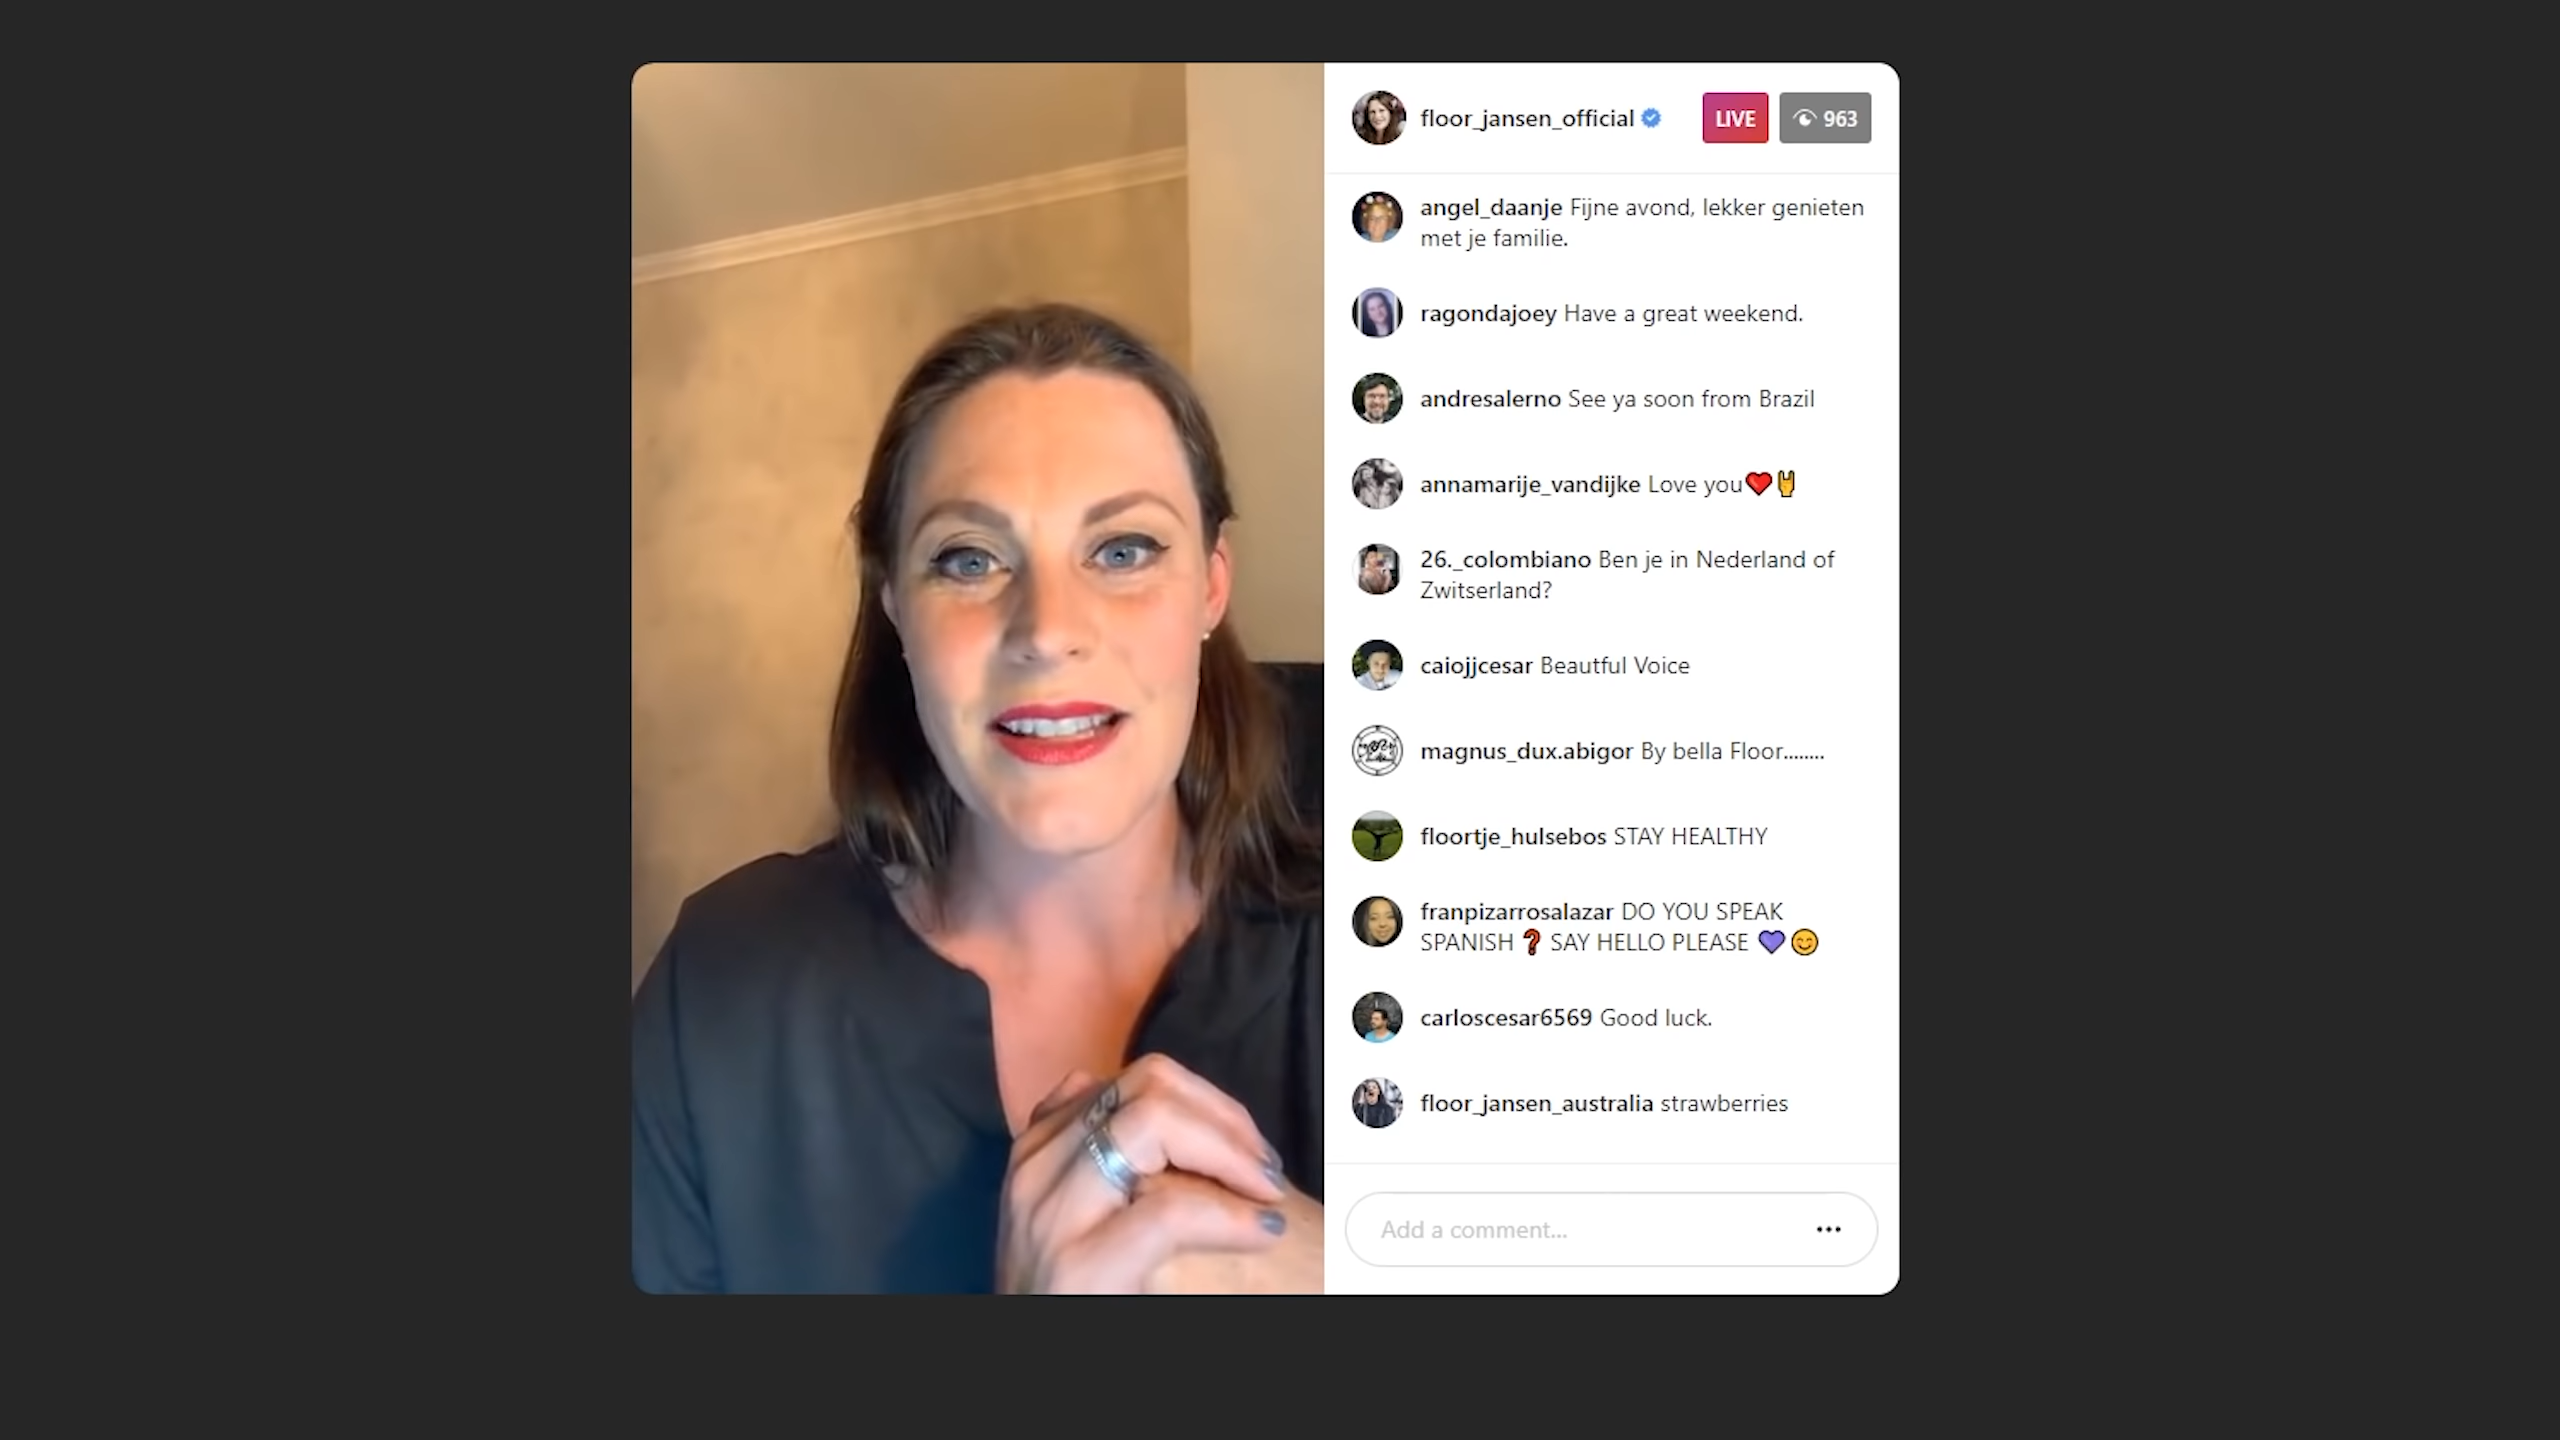 floor_jansen_official LIVE 963
angel_daanje Fijne avond, lekker genieten
met je familie.
ragondajoey Have a great weekend.
andresalerno See ya soon from Brazil
annamarije_vandijke Love you❤️🤘
26._colombiano Ben je in Nederland of
Zwitserland?
caiojjcesar Beautful Voice
magnus_dux.abigor By bella Floor........
floortje_hulsebos STAY HEALTHY
franpizarrosalazar DO YOU SPEAK
SPANISH ❓ SAY HELLO PLEASE 💜😊
carloscesar6569 Good luck.
floor_jansen_australia strawberries
Add a comment...